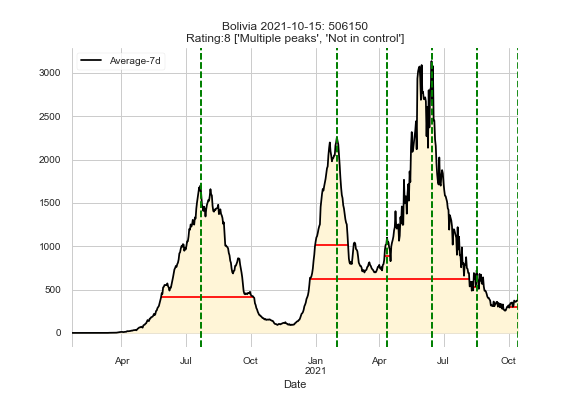 Bolivia 2021-10-15: 506150
Rating:8 ['Multiple peaks', 'Not in control']
Average-7d
3000
2500
2000
1500
1000
500
0
Apr Jul Oct Jan Apr Jul Oct
2021
Date